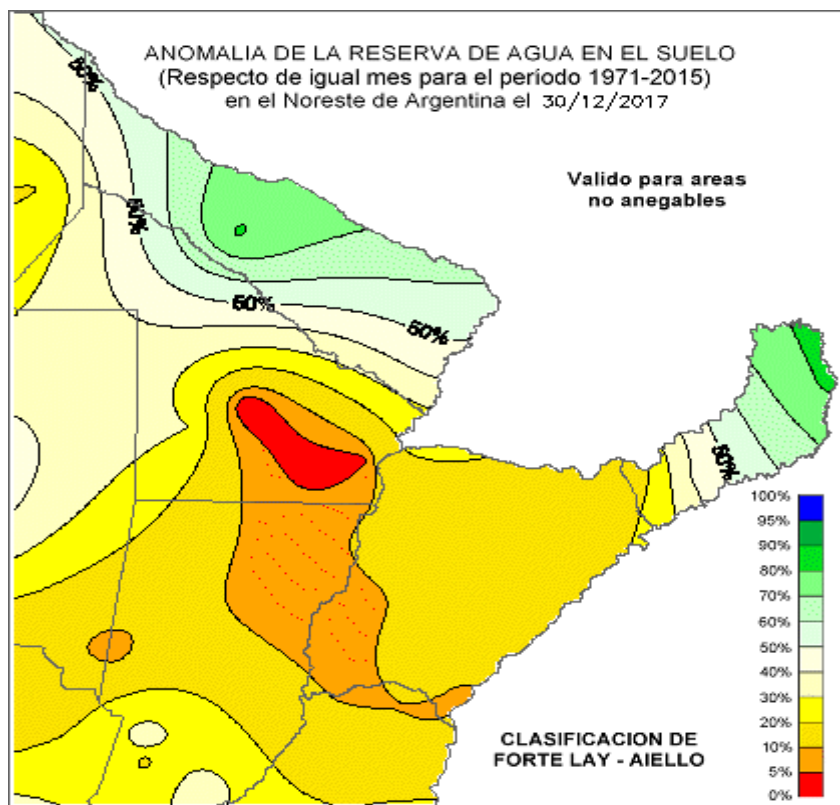 ANOMALIA DE LA RESERVA DE AGUA EN EL SUELO
(Respecto de igual mes para el período 1971-2015)
en el Noreste de Argentina el 30/12/2017
Valido para areas
no anegables
50%
50%
50%
50%
50%
100%
95%
90%
80%
70%
60%
50%
40%
30%
20%
10%
5%
0%
CLASIFICACION DE
FORTE LAY - AIELLO